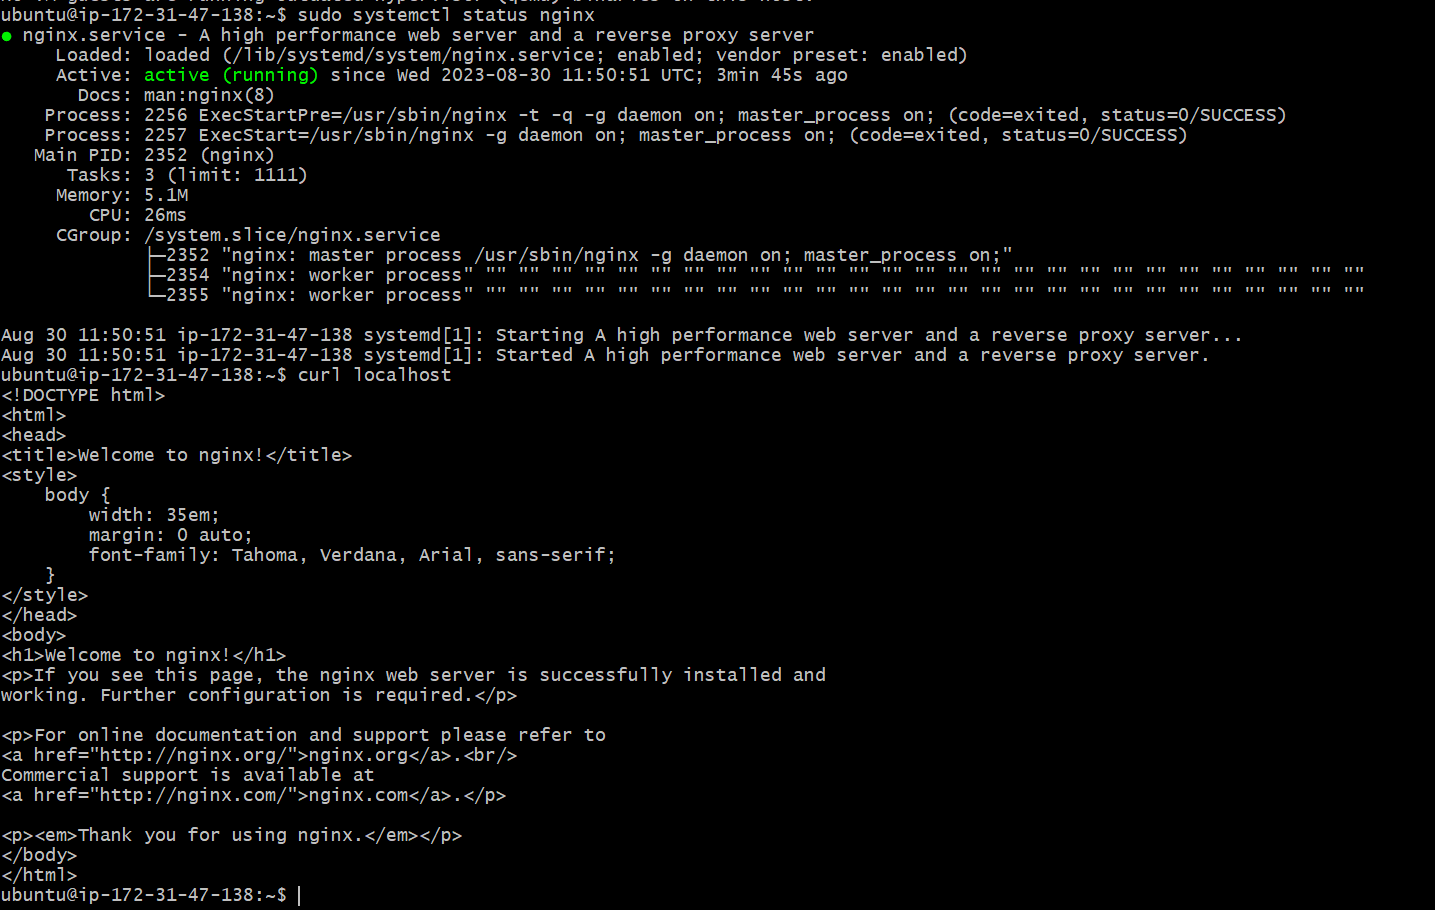 ubuntu@ip-172-31-47-138:~$ sudo systemctl status nginx
● nginx.service - A high performance web server and a reverse proxy server
     Loaded: loaded (/lib/systemd/system/nginx.service; enabled; vendor preset: enabled)
     Active: active (running) since Wed 2023-08-30 11:50:51 UTC; 3min 45s ago
       Docs: man:nginx(8)
    Process: 2256 ExecStartPre=/usr/sbin/nginx -t -q -g daemon on; master_process on; (code=exited, status=0/SUCCESS)
    Process: 2257 ExecStart=/usr/sbin/nginx -g daemon on; master_process on; (code=exited, status=0/SUCCESS)
   Main PID: 2352 (nginx)
      Tasks: 3 (limit: 1111)
     Memory: 5.1M
        CPU: 26ms
     CGroup: /system.slice/nginx.service
             ├─2352 "nginx: master process /usr/sbin/nginx -g daemon on; master_process on;"
             ├─2354 "nginx: worker process" "" "" "" "" "" "" "" "" "" "" "" "" "" "" "" "" "" "" "" "" "" "" "" "" "" "" ""
             └─2355 "nginx: worker process" "" "" "" "" "" "" "" "" "" "" "" "" "" "" "" "" "" "" "" "" "" "" "" "" "" "" ""

Aug 30 11:50:51 ip-172-31-47-138 systemd[1]: Starting A high performance web server and a reverse proxy server...
Aug 30 11:50:51 ip-172-31-47-138 systemd[1]: Started A high performance web server and a reverse proxy server.
ubuntu@ip-172-31-47-138:~$ curl localhost
<!DOCTYPE html>
<html>
<head>
<title>Welcome to nginx!</title>
<style>
    body {
        width: 35em;
        margin: 0 auto;
        font-family: Tahoma, Verdana, Arial, sans-serif;
    }
</style>
</head>
<body>
<h1>Welcome to nginx!</h1>
<p>If you see this page, the nginx web server is successfully installed and
working. Further configuration is required.</p>

<p>For online documentation and support please refer to
<a href="http://nginx.org/">nginx.org</a>.<br/>
Commercial support is available at
<a href="http://nginx.com/">nginx.com</a>.</p>

<p><em>Thank you for using nginx.</em></p>
</body>
</html>
ubuntu@ip-172-31-47-138:~$